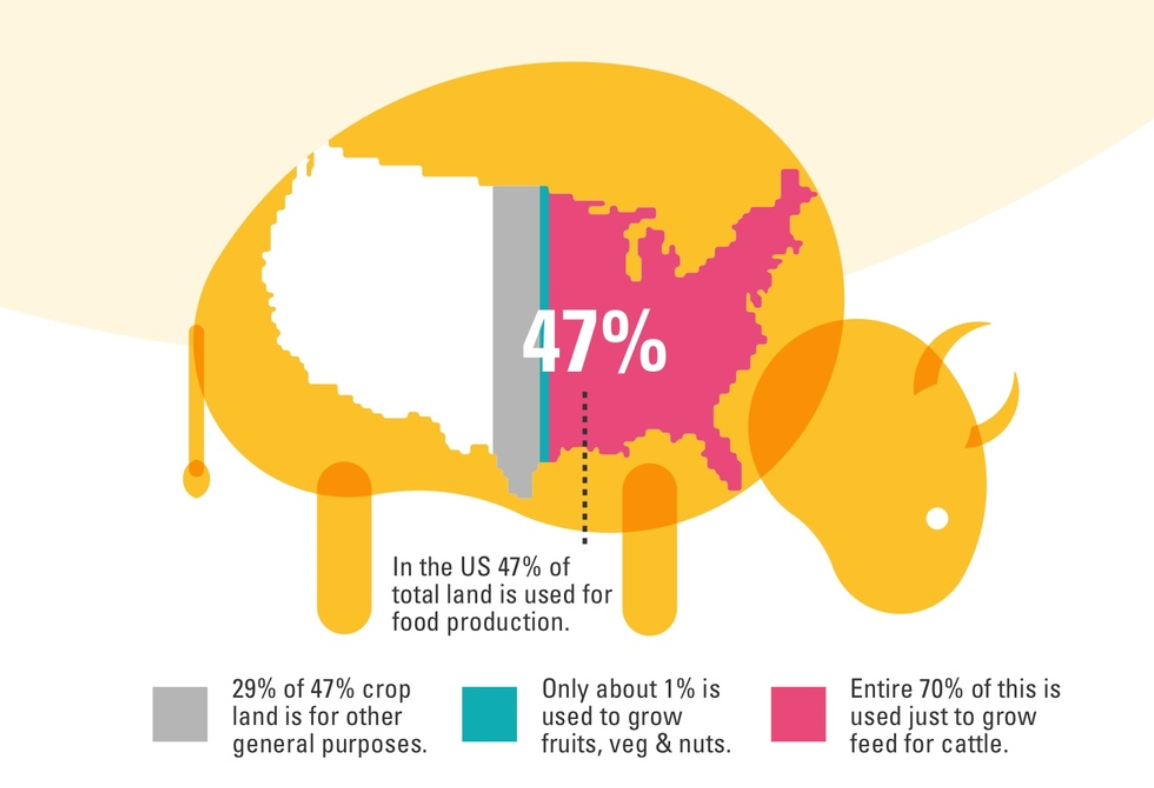 47%
In the US 47% of
total land is used for
food production.
29% of 47% crop
land is for other
general purposes.
Only about 1% is
used to grow
fruits, veg & nuts.
Entire 70% of this is
used just to grow
feed for cattle.